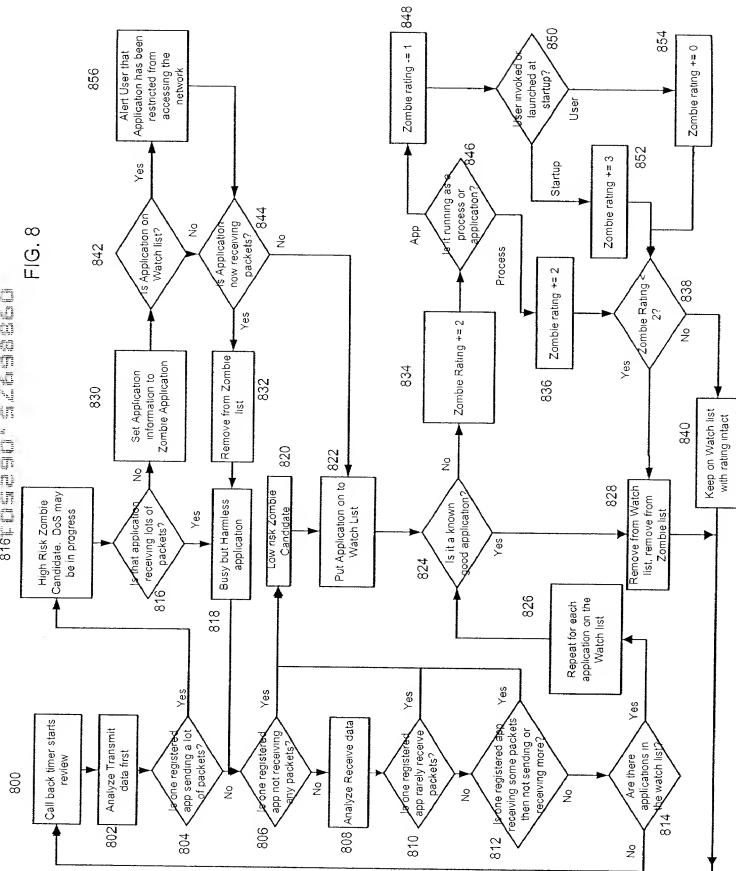 FIG. 8
800
Call back timer starts
review
802
Analyze Transmit
data first
804
Is one registered
app sending a lot
of packets?
Yes
No
806
Is one registered
app not receiving
any packets?
Yes
No
808
Analyze Receive data
810
Is one registered
app rarely receive
packets?
Yes
No
812
Is one registered app
receiving some packets
then not sending or
receiving more?
Yes
No
814
Are there
applications in
the watch list?
Yes
No
816
High Risk Zombie
Candidate. DoS may
be in progress
816
Is that application
receiving lots of
packets?
No
Yes
818
Busy but Harmless
application
820
Low risk Zombie
Candidate
822
Put Application on to
Watch List
824
Is it a known
good application?
No
Yes
826
Repeat for each
application on the
Watch list
828
Remove from Watch
list, remove from
Zombie list
830
Set Application
information to
Zombie Application
832
Remove from Zombie
list
842
Is Application on
Watch list?
Yes
No
844
Is Application
now receiving
packets?
Yes
No
856
Alert User that
Application has been
restricted from
accessing the
network
834
Zombie Rating += 2
846
Is it running as a
process or
application?
App
Process
836
Zombie rating += 2
838
Zombie Rating <
2?
Yes
No
840
Keep on Watch list
with rating intact
848
Zombie rating -= 1
850
User invoked or
launched at
startup?
Startup
User
852
Zombie rating += 3
854
Zombie rating += 0